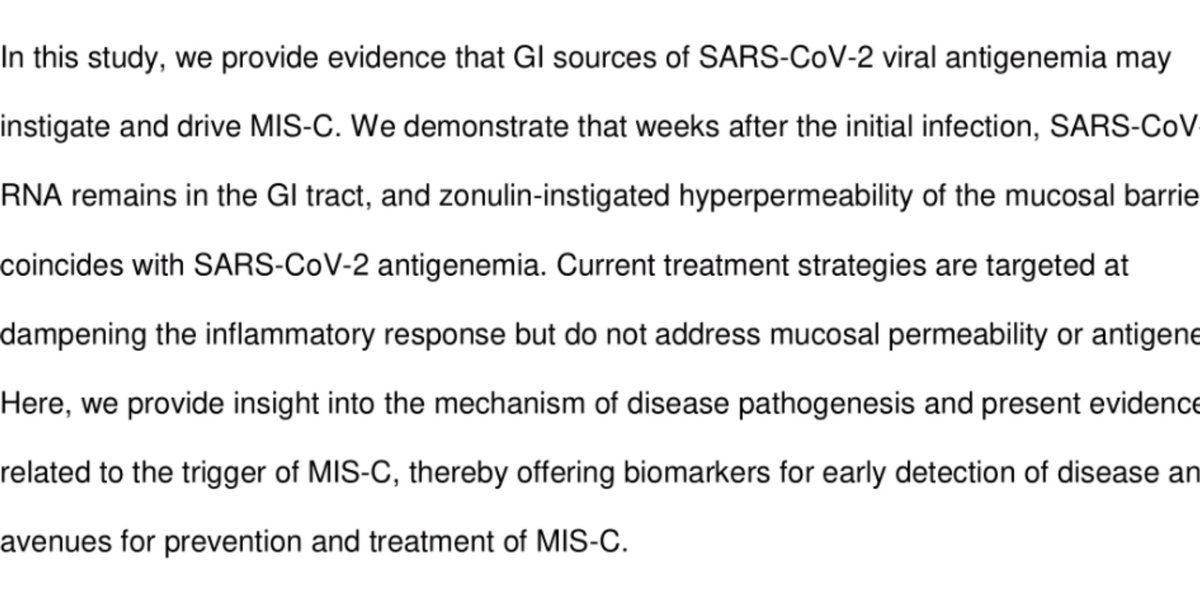 In this study, we provide evidence that GI sources of SARS-CoV-2 viral antigenemia may
instigate and drive MIS-C. We demonstrate that weeks after the initial infection, SARS-CoV-
RNA remains in the GI tract, and zonulin-instigated hyperpermeability of the mucosal barrie
coincides with SARS-CoV-2 antigenemia. Current treatment strategies are targeted at
dampening the inflammatory response but do not address mucosal permeability or antigene
Here, we provide insight into the mechanism of disease pathogenesis and present evidence
related to the trigger of MIS-C, thereby offering biomarkers for early detection of disease an
avenues for prevention and treatment of MIS-C.